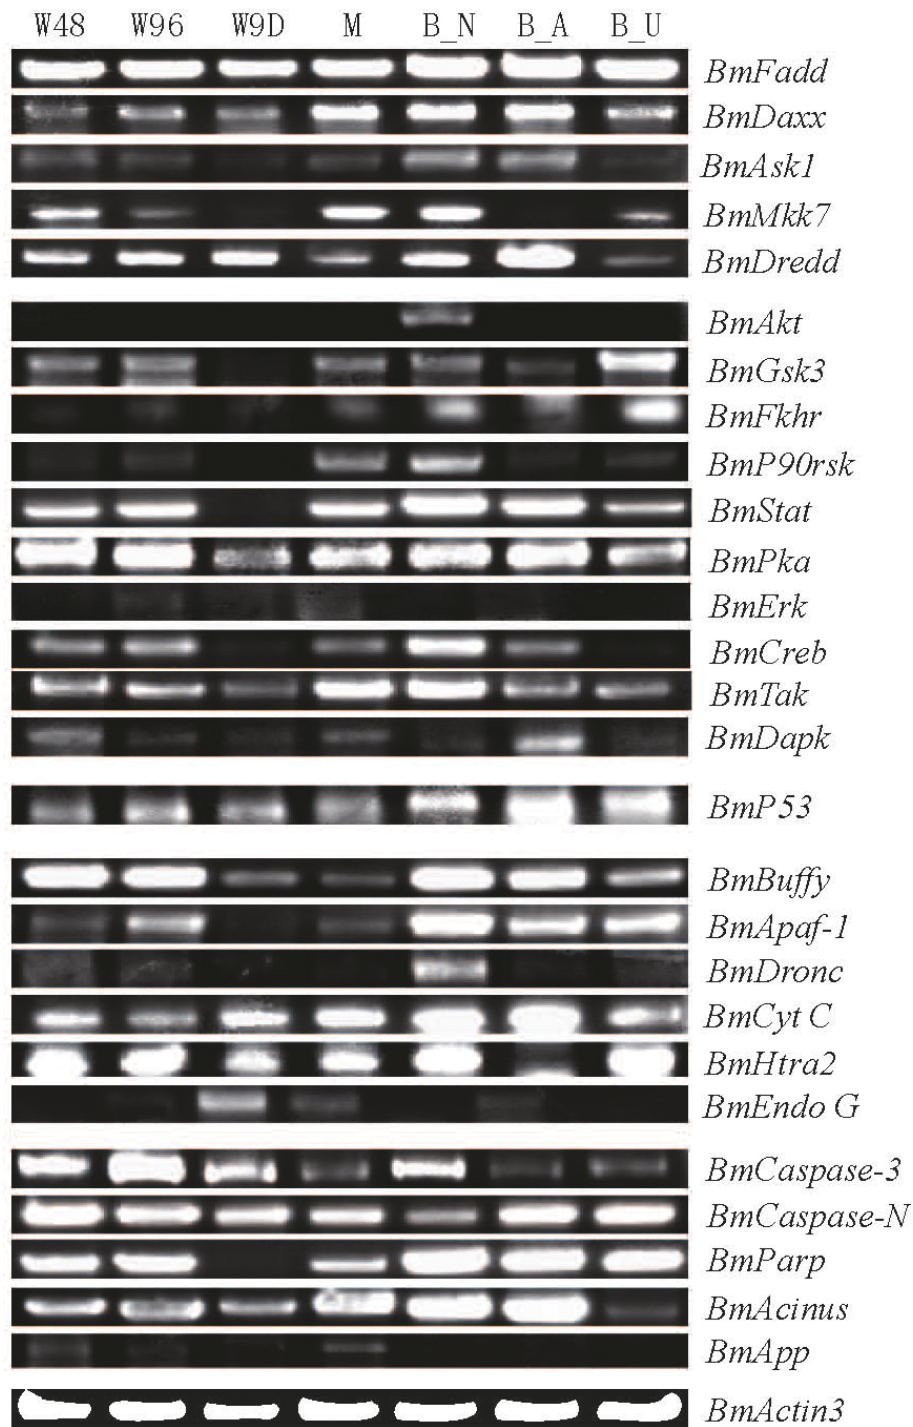 W48 W96 W9D M B_N B_A B_U
BmFadd
BmDaxx
BmAsk1
BmMkk7
BmDredd
BmAkt
BmGsk3
BmFkhr
BmP90rsk
BmStat
BmPka
BmErk
BmCreb
BmTak
BmDapk
BmP53
BmBuffy
BmApaf-1
BmDronc
BmCyt C
BmHtra2
BmEndo G
BmCaspase-3
BmCaspase-N
BmParp
BmAcinus
BmApp
BmActin3